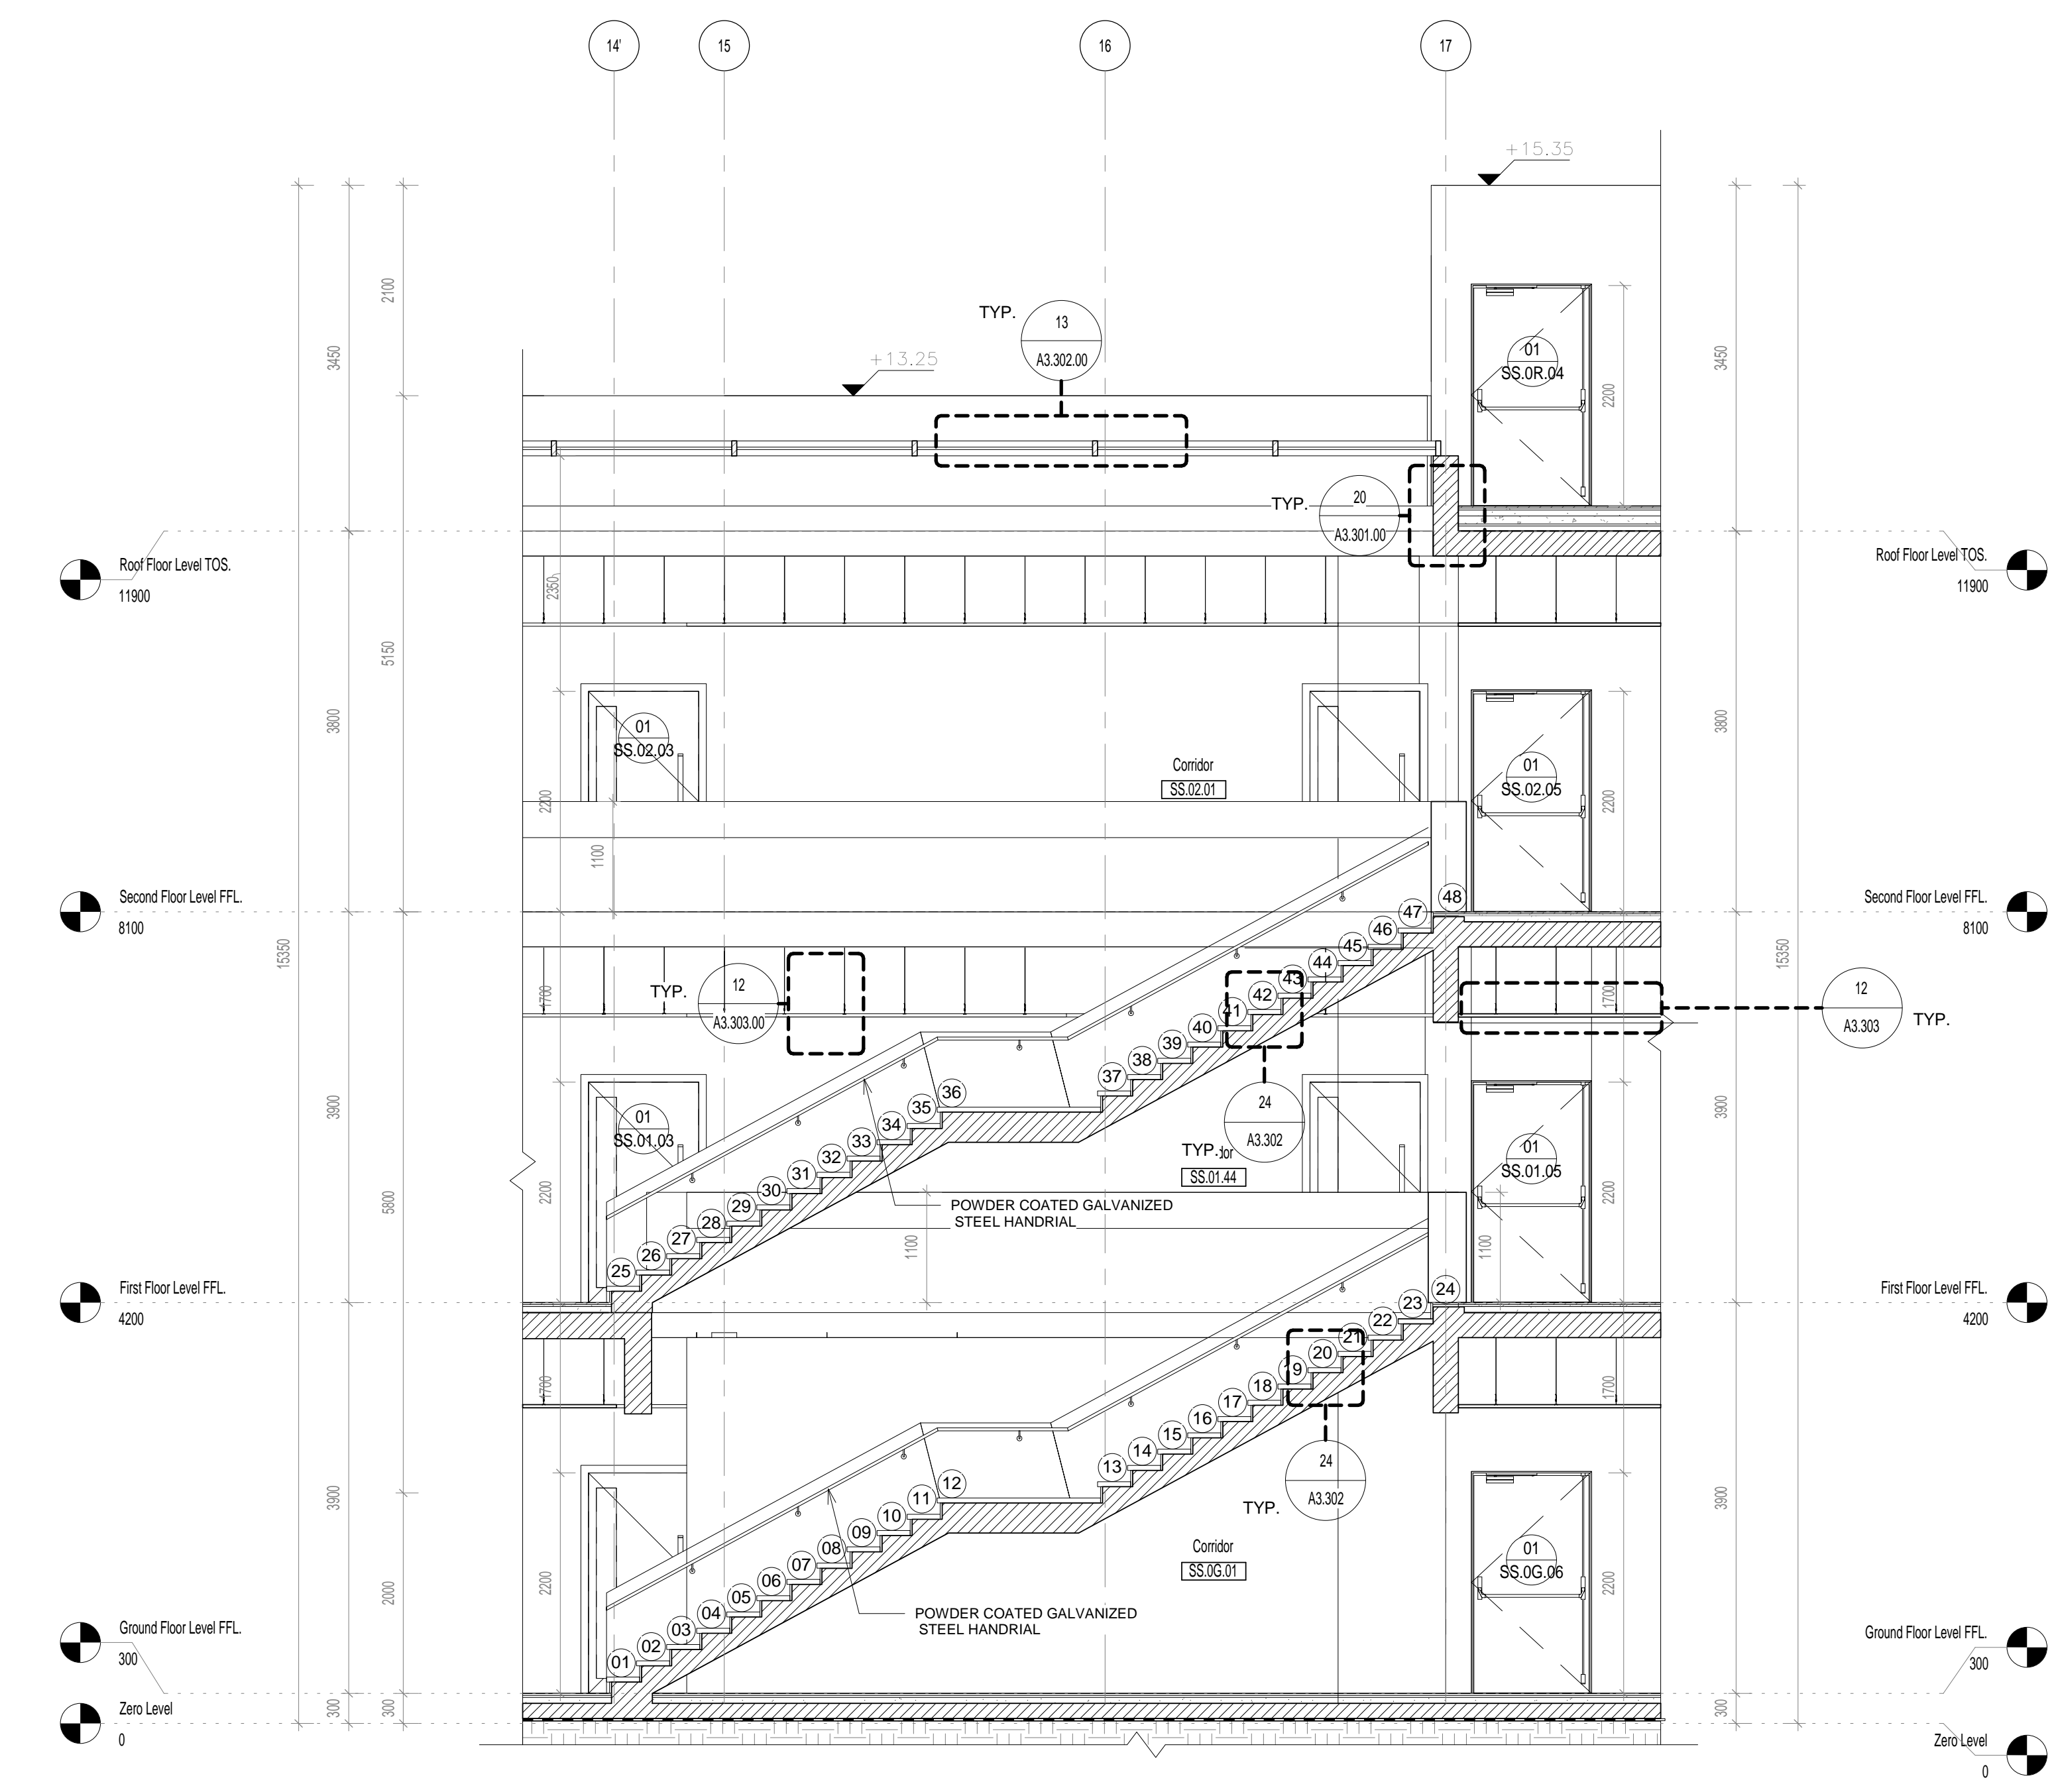 14'
15
16
17
+15.35
2100
TYP.
13
A3.302.00
+13.25
3450
3450
01
SS.0R.04
2200
TYP.
20
A3.301.00
Roof Floor Level TOS.
11900
Roof Floor Level TOS.
11900
2350
5150
3800
3800
01
SS.02.03
Corridor
SS.02.01
01
SS.02.05
2200
2200
1100
Second Floor Level FFL.
8100
Second Floor Level FFL.
8100
48
47
46
45
44
43
42
41
40
39
38
37
15350
15350
TYP.
12
A3.303.00
1700
1700
12
A3.303
TYP.
24
A3.302
TYP.
SS.01.44
3900
3900
01
SS.01.03
01
SS.01.05
36
35
34
33
32
31
30
29
28
27
26
25
2200
2200
5800
POWDER COATED GALVANIZED
STEEL HANDRIAL
1100
1100
First Floor Level FFL.
4200
First Floor Level FFL.
4200
24
23
22
21
20
19
18
17
16
15
14
13
1700
1700
24
A3.302
TYP.
3900
3900
12
11
10
09
08
07
06
05
04
03
02
01
Corridor
SS.0G.01
01
SS.0G.06
2200
2200
2000
POWDER COATED GALVANIZED
STEEL HANDRIAL
Ground Floor Level FFL.
300
Ground Floor Level FFL.
300
300
300
300
Zero Level
0
Zero Level
0